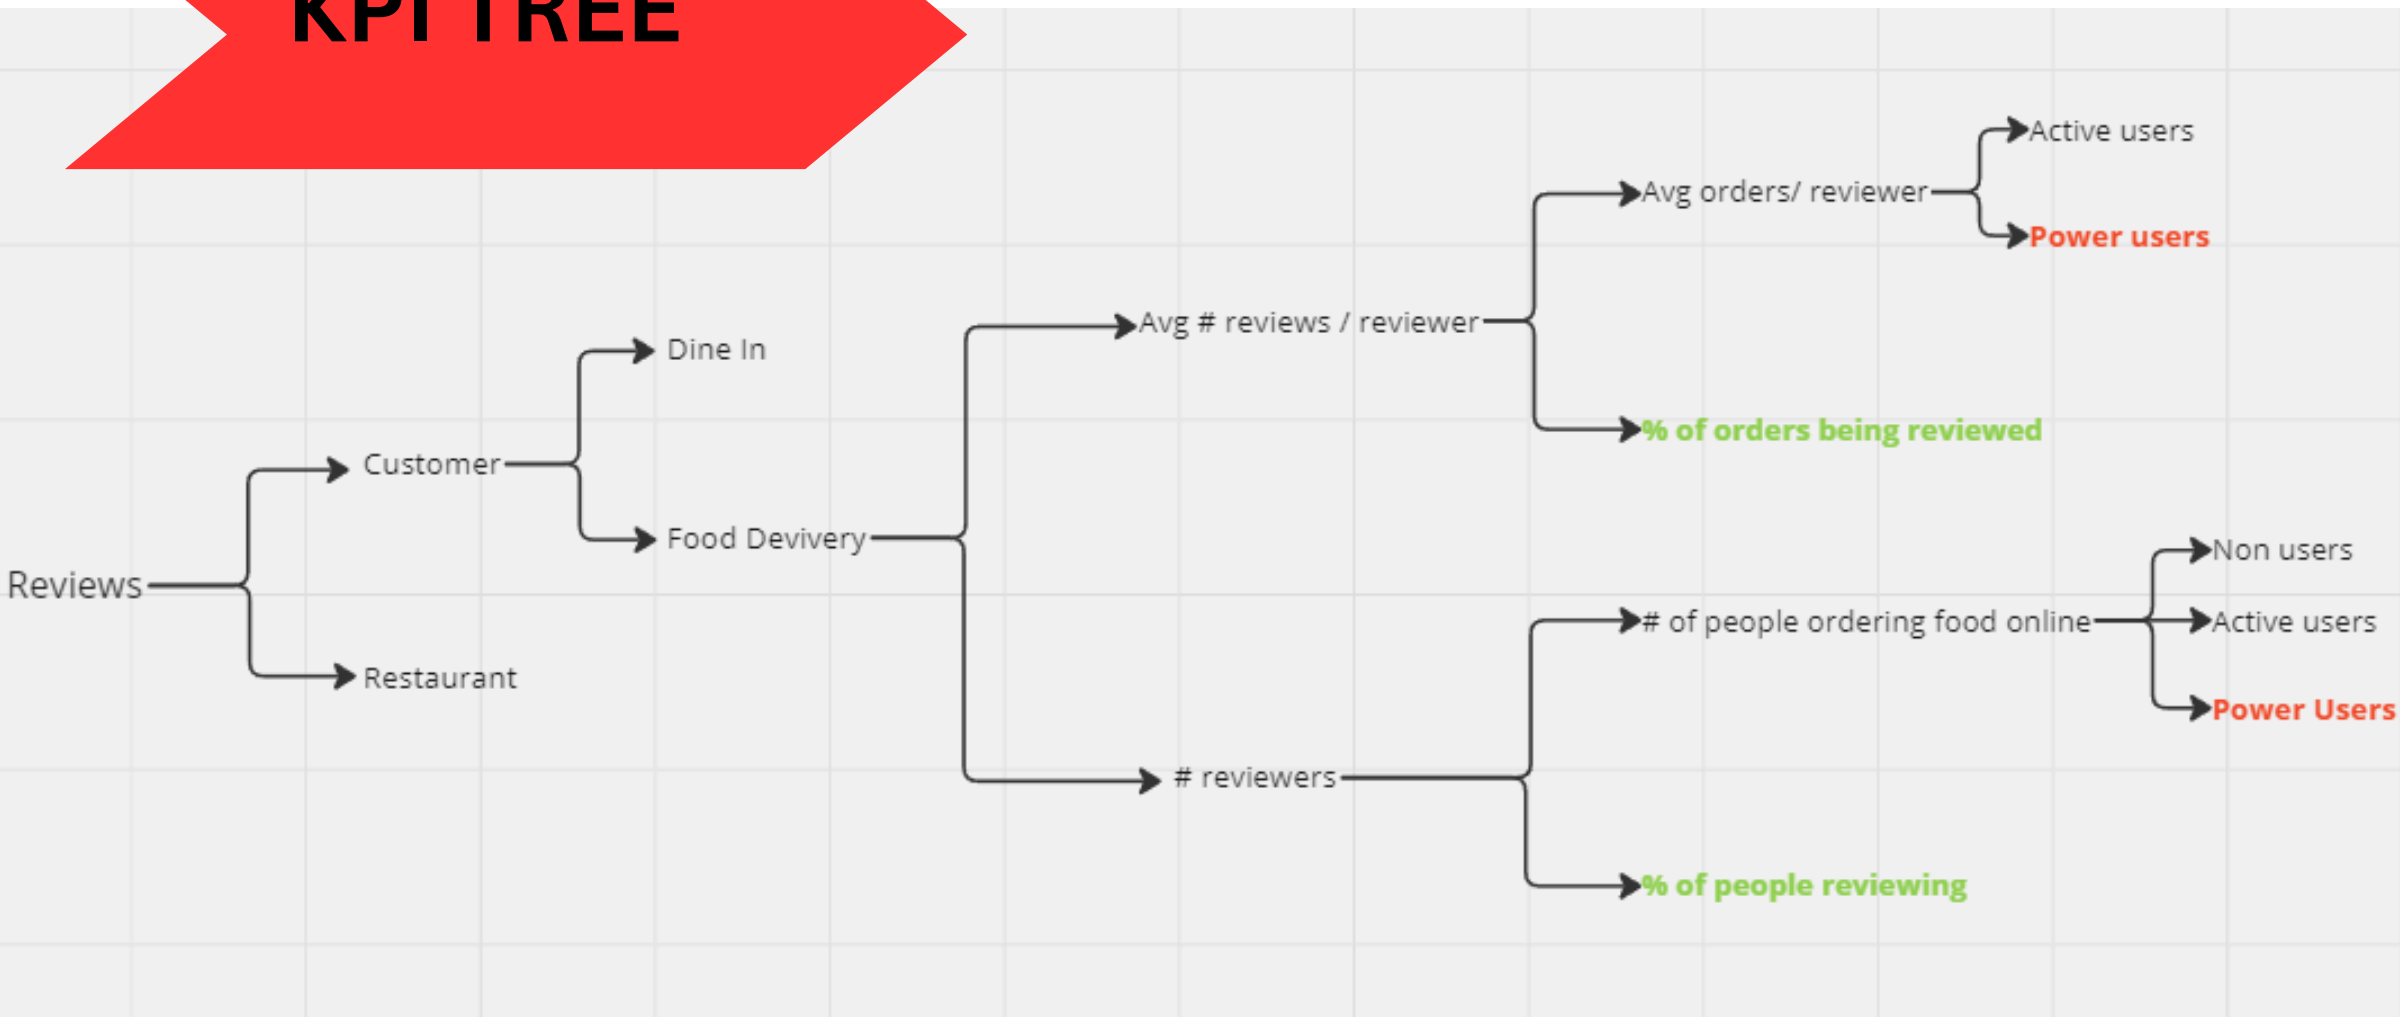 KPI TREE
Active users
Avg orders/ reviewer
Power users
Avg # reviews / reviewer
Dine In
% of orders being reviewed
Customer
Food Devivery
Non users
Reviews
# of people ordering food online
Active users
Restaurant
Power Users
# reviewers
% of people reviewing